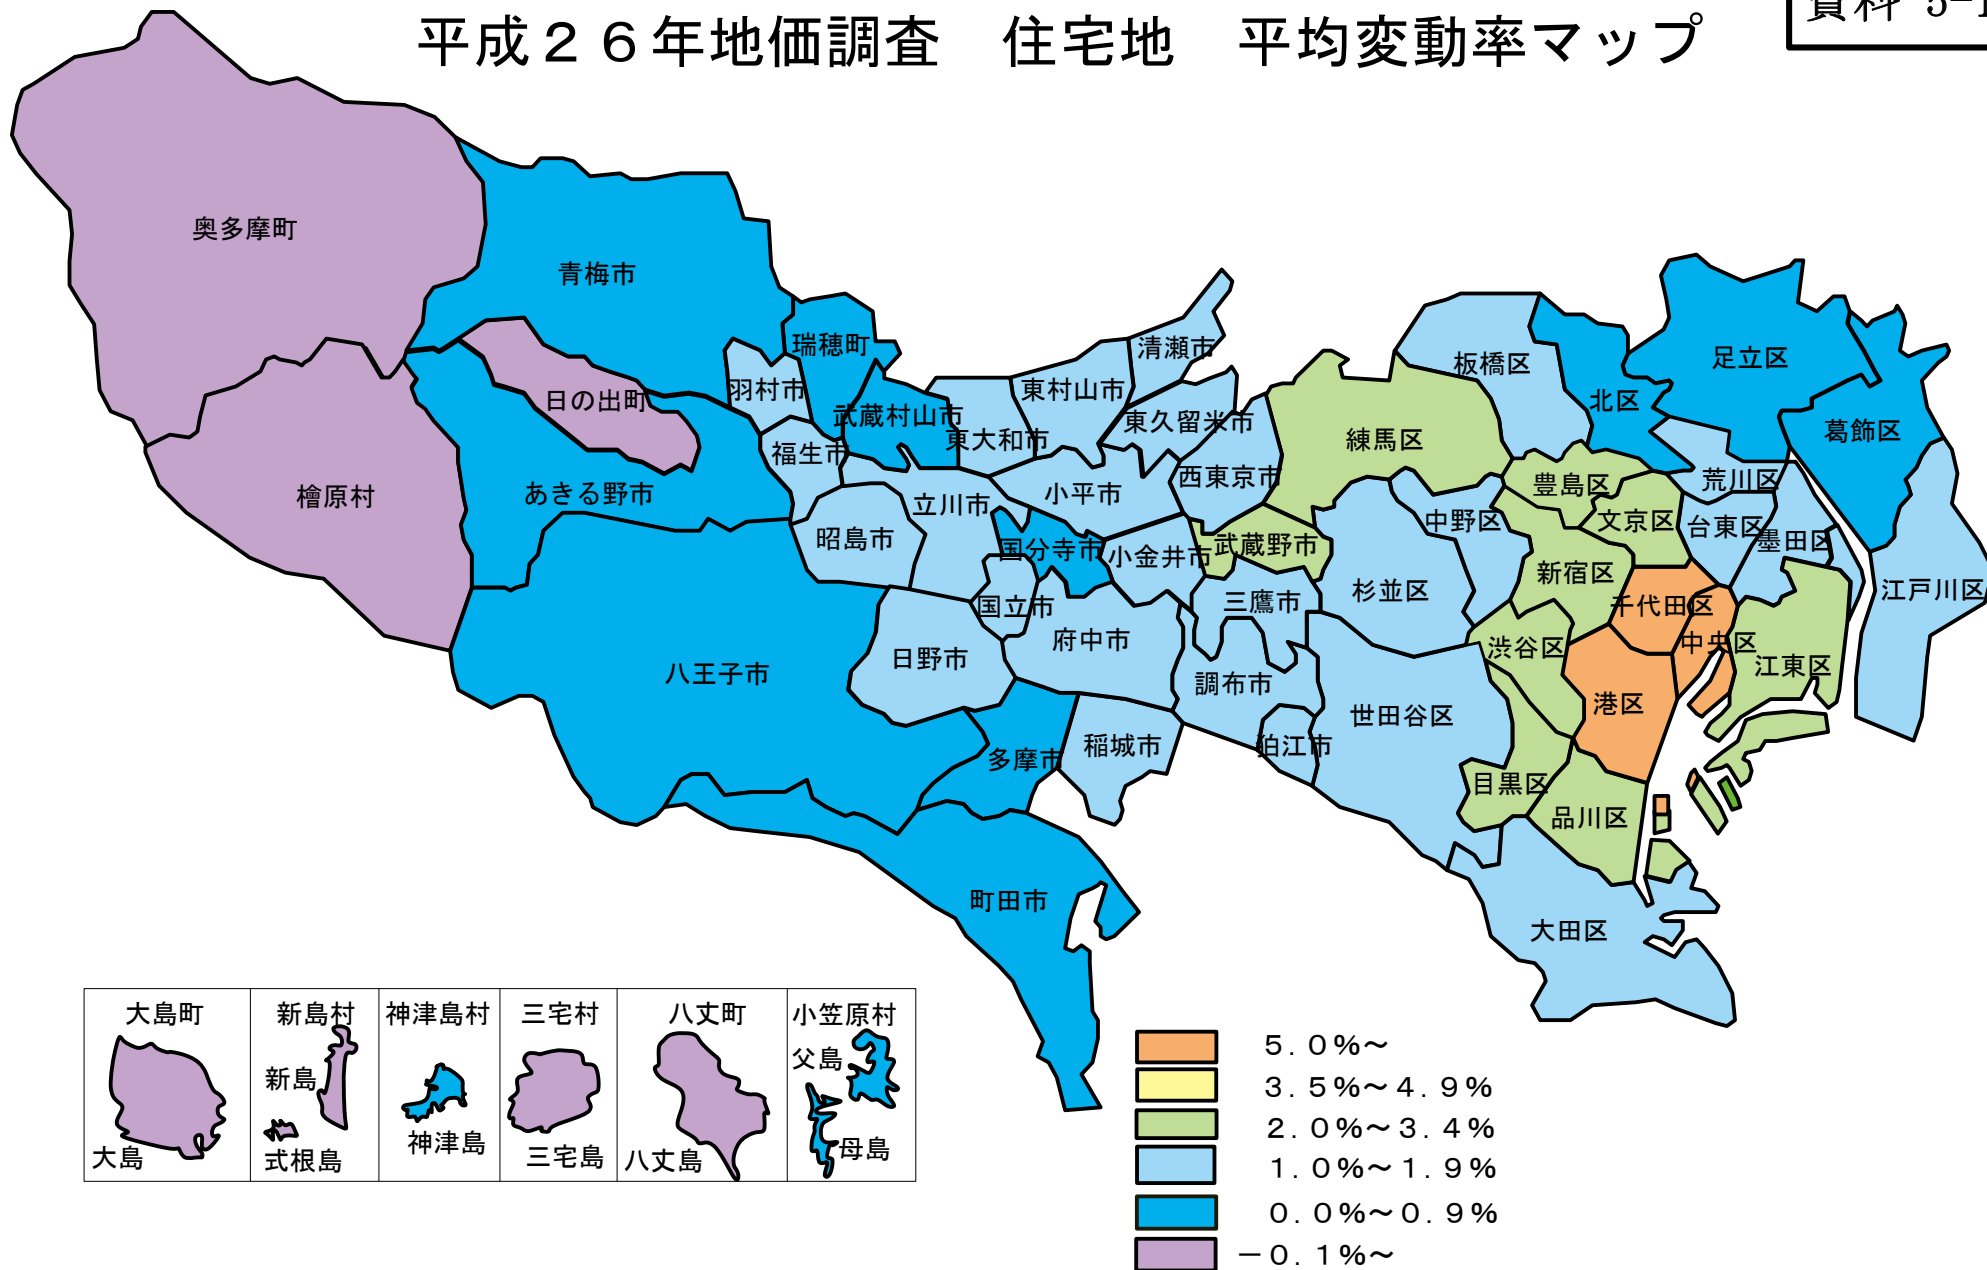 平成２６年地価調査　住宅地　平均変動率マップ
資料 5-1
奥多摩町
青梅市
瑞穂町
羽村市
日の出町
武蔵村山市
東大和市
東村山市
清瀬市
東久留米市
西東京市
福生市
あきる野市
檜原村
立川市
小平市
昭島市
国分寺市
小金井市
武蔵野市
三鷹市
国立市
府中市
日野市
八王子市
調布市
狛江市
稲城市
多摩市
町田市
板橋区
北区
足立区
葛飾区
練馬区
豊島区
文京区
荒川区
台東区
墨田区
中野区
杉並区
新宿区
千代田区
中央区
江東区
江戸川区
渋谷区
港区
世田谷区
目黒区
品川区
大田区
大島町
大島
新島村
新島
式根島
神津島村
神津島
三宅村
三宅島
八丈町
八丈島
小笠原村
父島
母島
５.０％～
３.５％～４.９％
２.０％～３.４％
１.０％～１.９％
０.０％～０.９％
－０.１％～